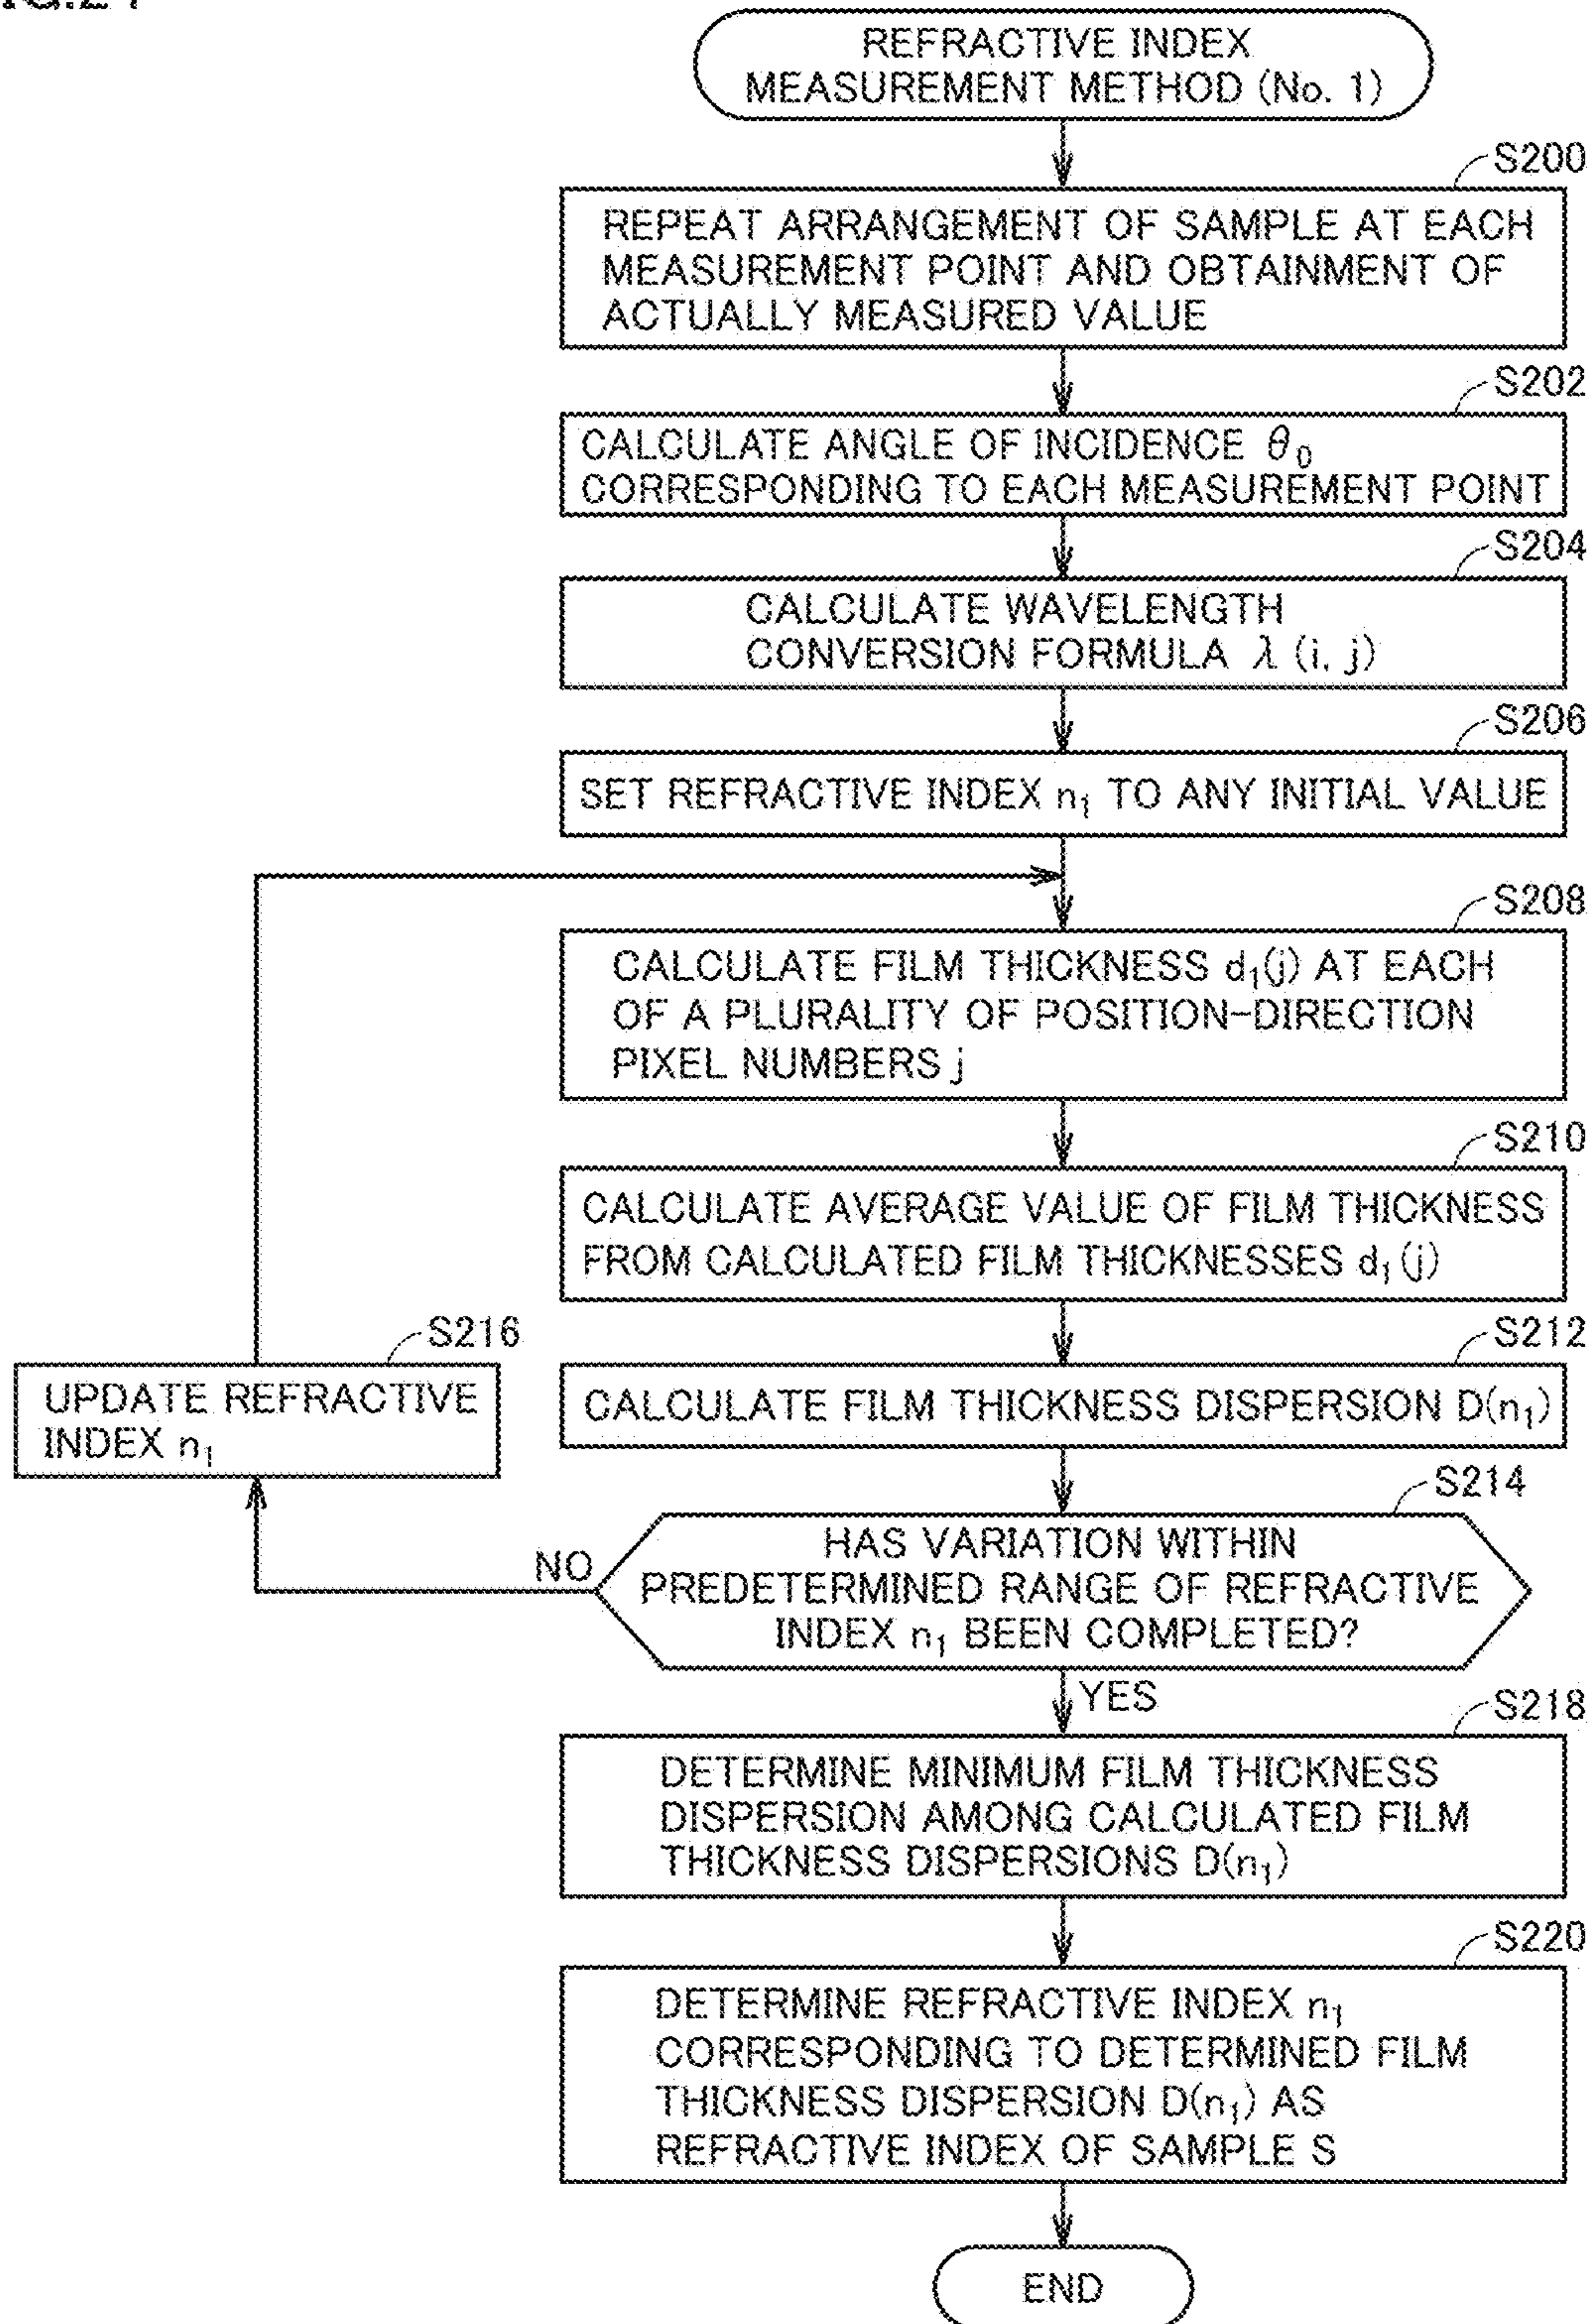 REFRACTIVE INDEX
MEASUREMENT METHOD (No. 1)
S200
REPEAT ARRANGEMENT OF SAMPLE AT EACH
MEASUREMENT POINT AND OBTAINMENT OF
ACTUALLY MEASURED VALUE
S202
CALCULATE ANGLE OF INCIDENCE θ₀
CORRESPONDING TO EACH MEASUREMENT POINT
S204
CALCULATE WAVELENGTH
CONVERSION FORMULA λ (i, j)
S206
SET REFRACTIVE INDEX n₁ TO ANY INITIAL VALUE
S208
CALCULATE FILM THICKNESS d₁(j) AT EACH
OF A PLURALITY OF POSITION-DIRECTION
PIXEL NUMBERS j
S210
CALCULATE AVERAGE VALUE OF FILM THICKNESS
FROM CALCULATED FILM THICKNESSES d₁ (j)
S212
CALCULATE FILM THICKNESS DISPERSION D(n₁)
S216
UPDATE REFRACTIVE
INDEX n₁
S214
HAS VARIATION WITHIN
PREDETERMINED RANGE OF REFRACTIVE
INDEX n₁ BEEN COMPLETED?
NO
YES
S218
DETERMINE MINIMUM FILM THICKNESS
DISPERSION AMONG CALCULATED FILM
THICKNESS DISPERSIONS D(n₁)
S220
DETERMINE REFRACTIVE INDEX n₁
CORRESPONDING TO DETERMINED FILM
THICKNESS DISPERSION D(n₁) AS
REFRACTIVE INDEX OF SAMPLE S
END